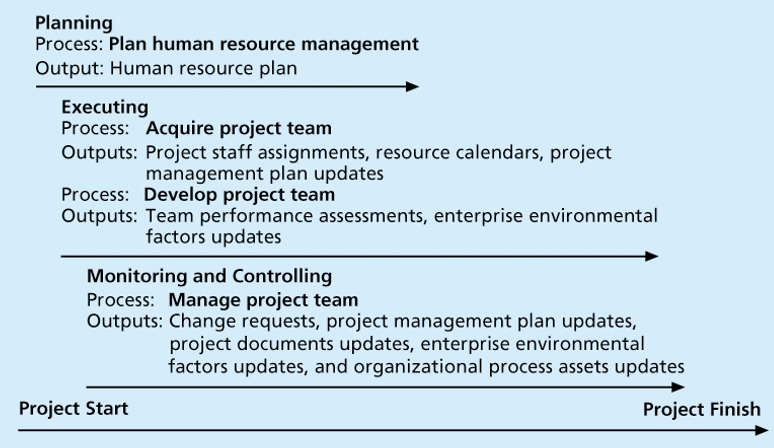 Planning
Process: Plan human resource management
Output: Human resource plan
Executing
Process: Acquire project team
Outputs: Project staff assignments, resource calendars, project
management plan updates
Process: Develop project team
Outputs: Team performance assessments, enterprise environmental
factors updates
Monitoring and Controlling
Process: Manage project team
Outputs: Change requests, project management plan updates,
project documents updates, enterprise environmental
factors updates, and organizational process assets updates
Project Start Project Finish